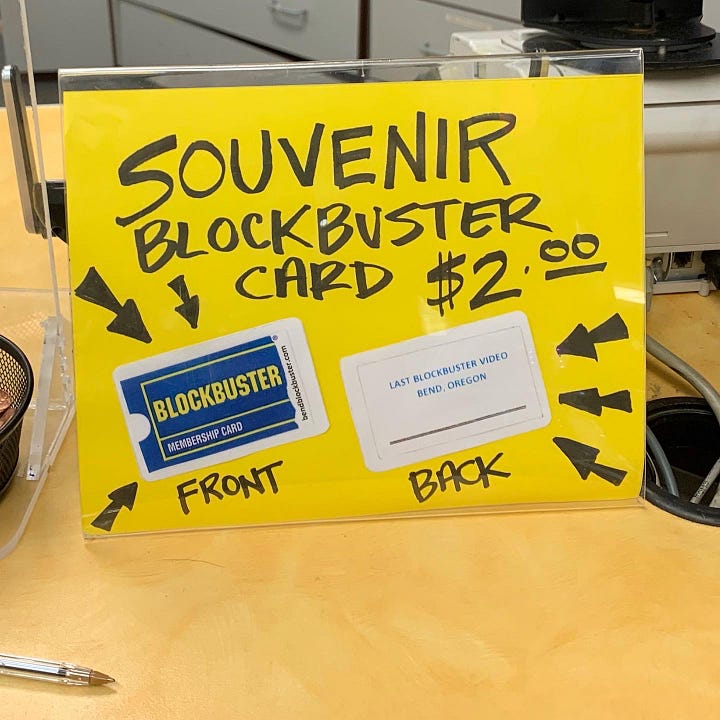 SOUVENIR
BLOCKBUSTER
CARD $2.00
BLOCKBUSTER®
MEMBERSHIP CARD
bendblockbuster.com
LAST BLOCKBUSTER VIDEO
BEND, OREGON
FRONT
BACK